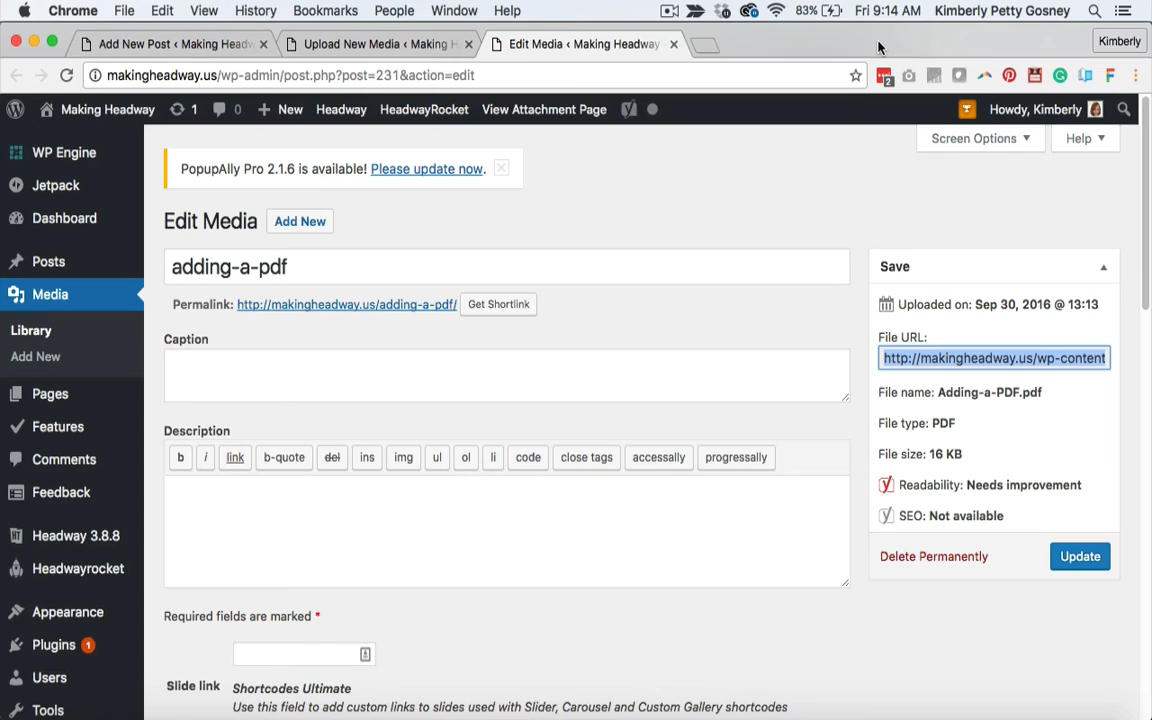 Chrome File Edit View History Bookmarks People Window Help 83% Fri 9:14 AM Kimberly Petty Gosney
Add New Post ‹ Making Headw
Upload New Media ‹ Making H
Edit Media ‹ Making Headway
Kimberly
makingheadway.us/wp-admin/post.php?post=231&action=edit
2
Making Headway 1 0 New Headway HeadwayRocket View Attachment Page Howdy, Kimberly
Screen Options Help
WP Engine
Jetpack
Dashboard
Posts
Media
Library
Add New
Pages
Features
Comments
Feedback
Headway 3.8.8
Headwayrocket
Appearance
Plugins 1
Users
Tools
PopupAlly Pro 2.1.6 is available! Please update now.
Edit Media Add New
adding-a-pdf
Permalink: http://makingheadway.us/adding-a-pdf/ Get Shortlink
Caption
Description
b i link b-quote del ins img ul ol li code close tags accessally progressally
Required fields are marked *
Slide link
Shortcodes Ultimate
Use this field to add custom links to slides used with Slider, Carousel and Custom Gallery shortcodes
Save
Uploaded on: Sep 30, 2016 @ 13:13
File URL:
http://makingheadway.us/wp-content
File name: Adding-a-PDF.pdf
File type: PDF
File size: 16 KB
Readability: Needs improvement
SEO: Not available
Delete Permanently Update